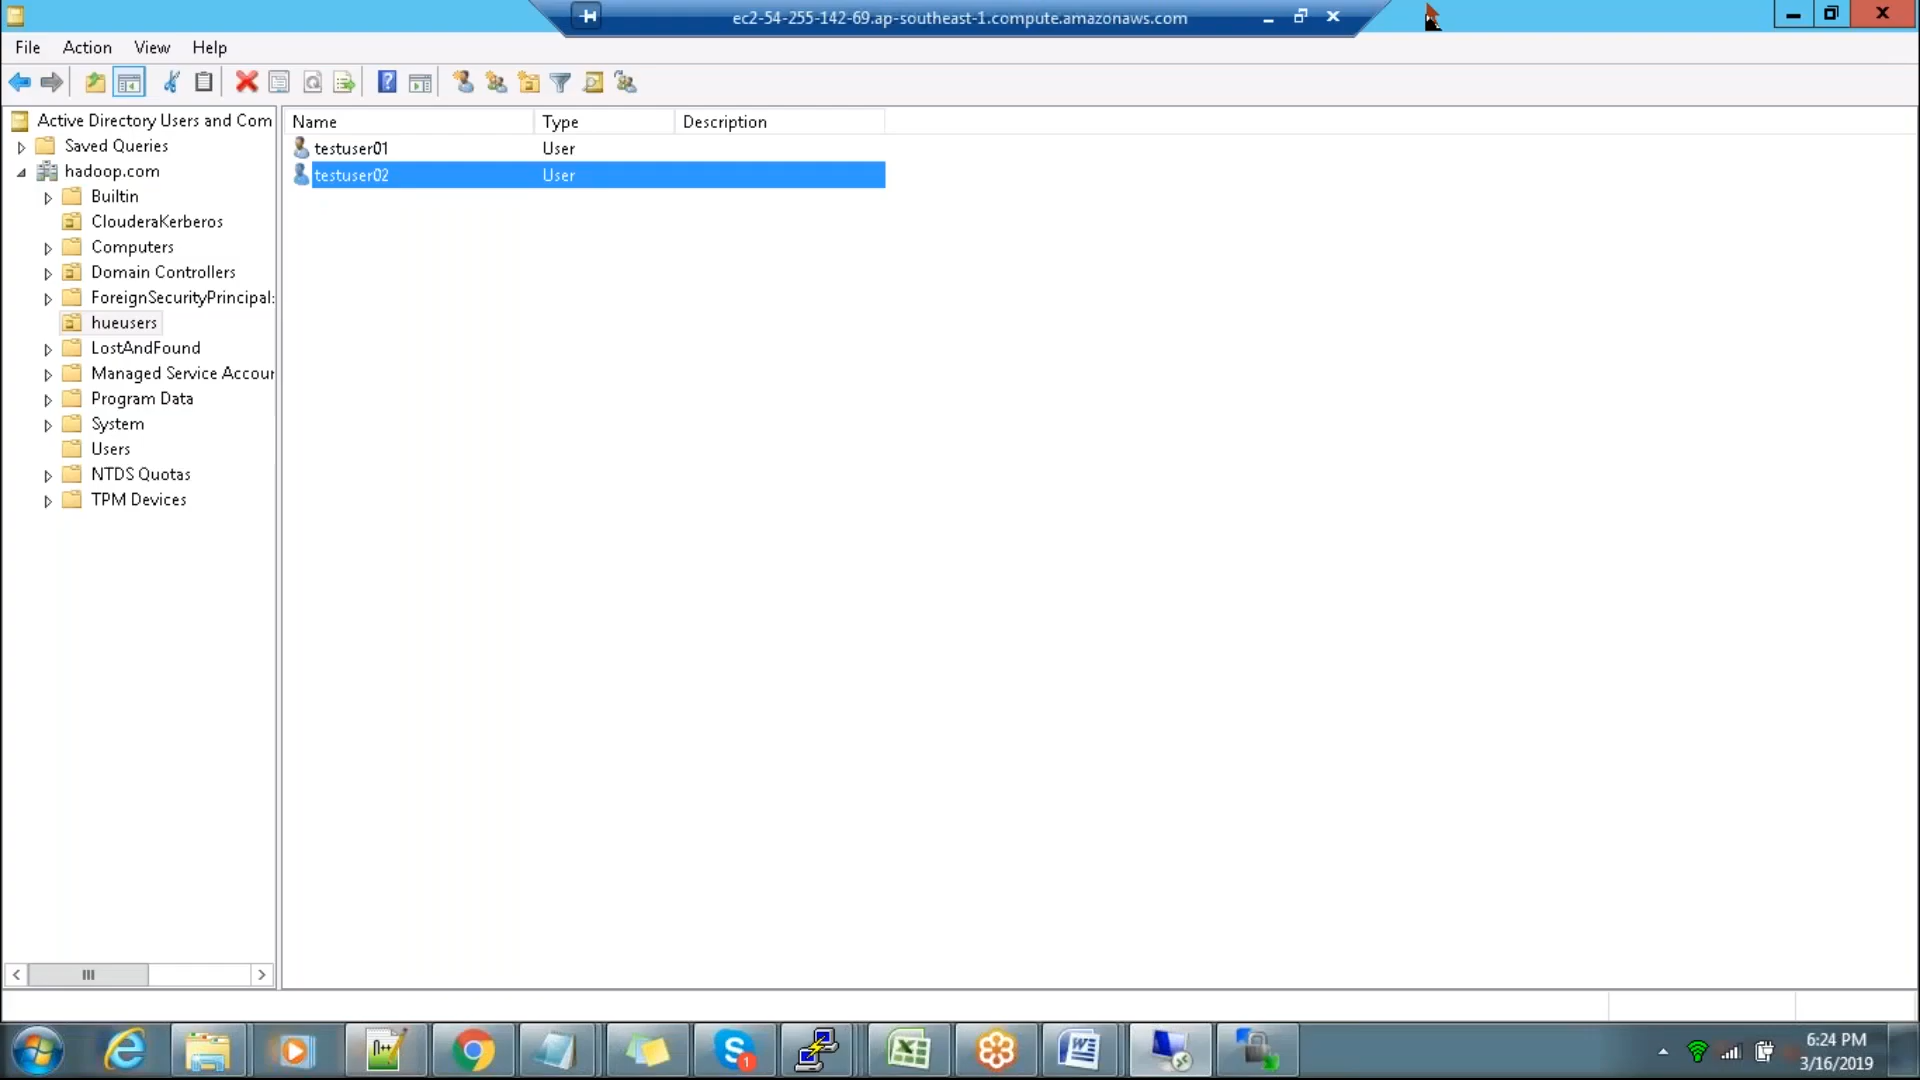 ec2-54-255-142-69.ap-southeast-1.compute.amazonaws.com
File Action View Help
Active Directory Users and Com
Saved Queries
hadoop.com
Builtin
ClouderaKerberos
Computers
Domain Controllers
ForeignSecurityPrincipal:
hueusers
LostAndFound
Managed Service Accour
Program Data
System
Users
NTDS Quotas
TPM Devices
Name Type Description
testuser01 User
testuser02 User
6:24 PM
3/16/2019